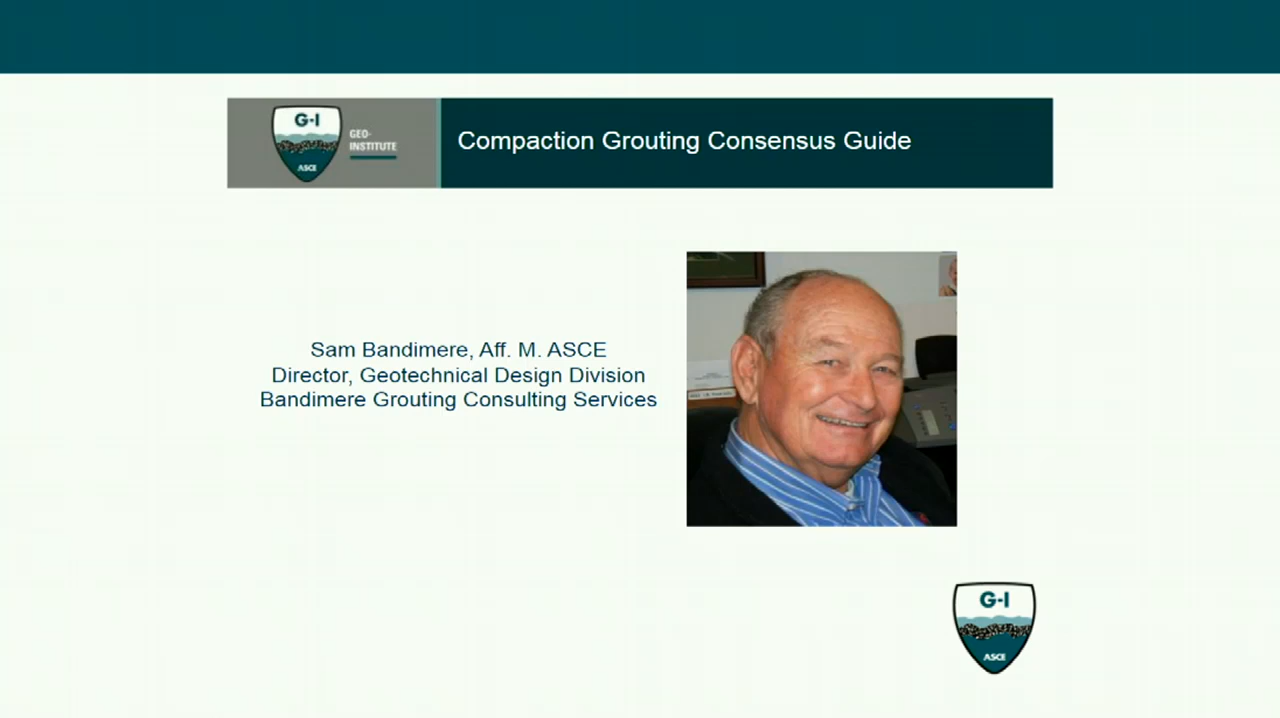 G-I
ASCE
GEO-
INSTITUTE
Compaction Grouting Consensus Guide
Sam Bandimere, Aff. M. ASCE
Director, Geotechnical Design Division
Bandimere Grouting Consulting Services
G-I
ASCE